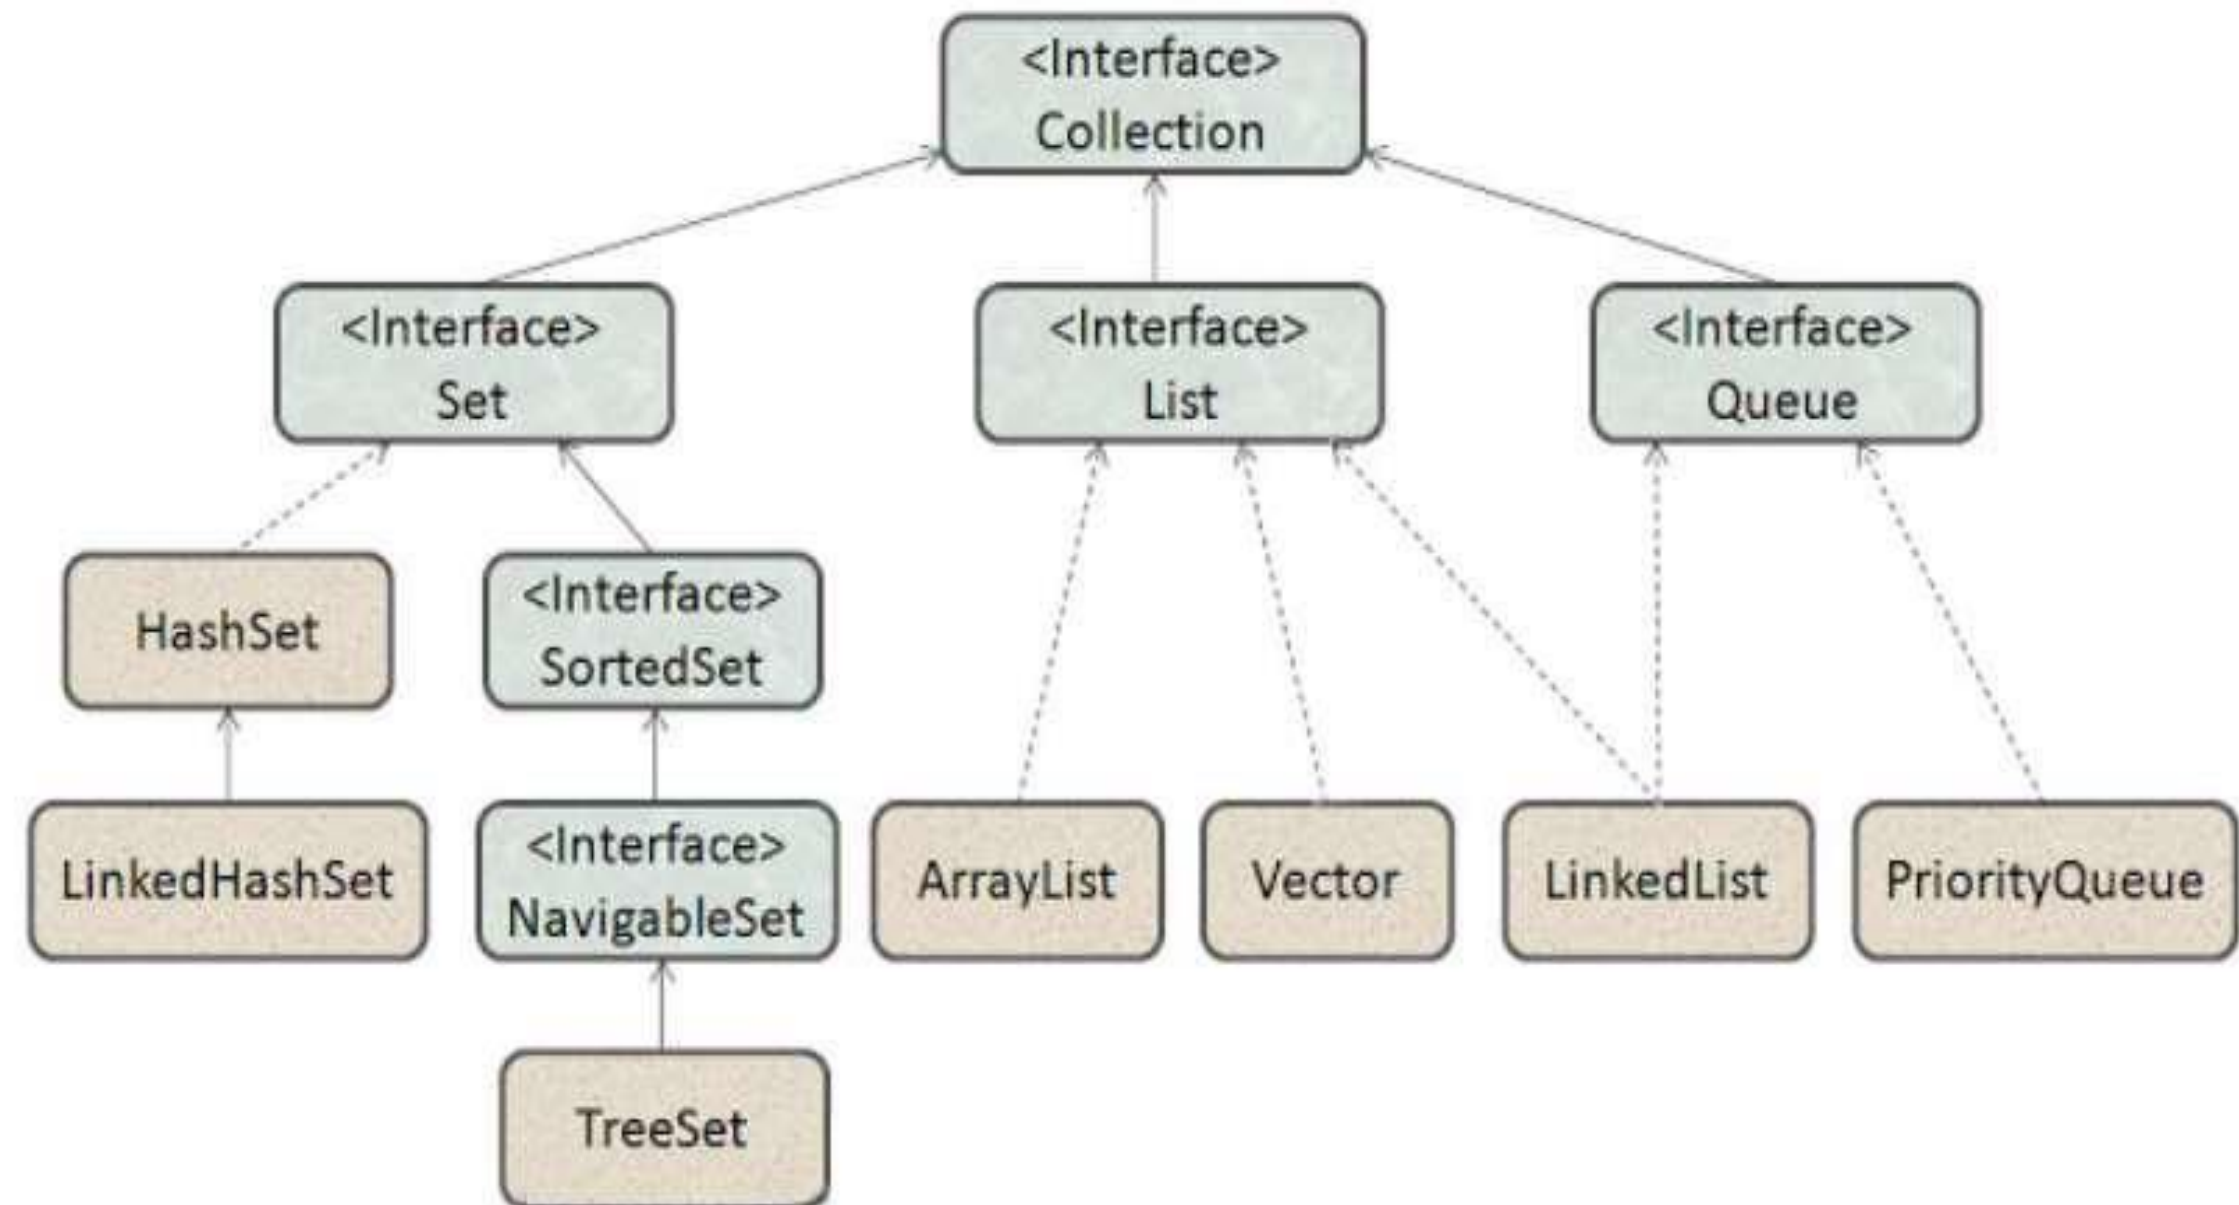 <Interface>
Collection
<Interface>
Set
<Interface>
List
<Interface>
Queue
HashSet
<Interface>
SortedSet
LinkedHashSet
<Interface>
NavigableSet
ArrayList
Vector
LinkedList
PriorityQueue
TreeSet